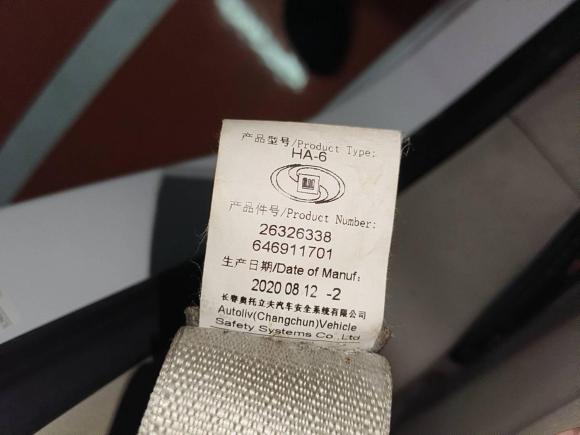 产品型号/Product Type:
HA-6
产品件号/Product Number:
26326338
646911701
生产日期/Date of Manuf:
2020 08 12 -2
长春奥托立夫汽车安全系统有限公司
Autoliv(Changchun)Vehicle
Safety Systems Co.,Ltd